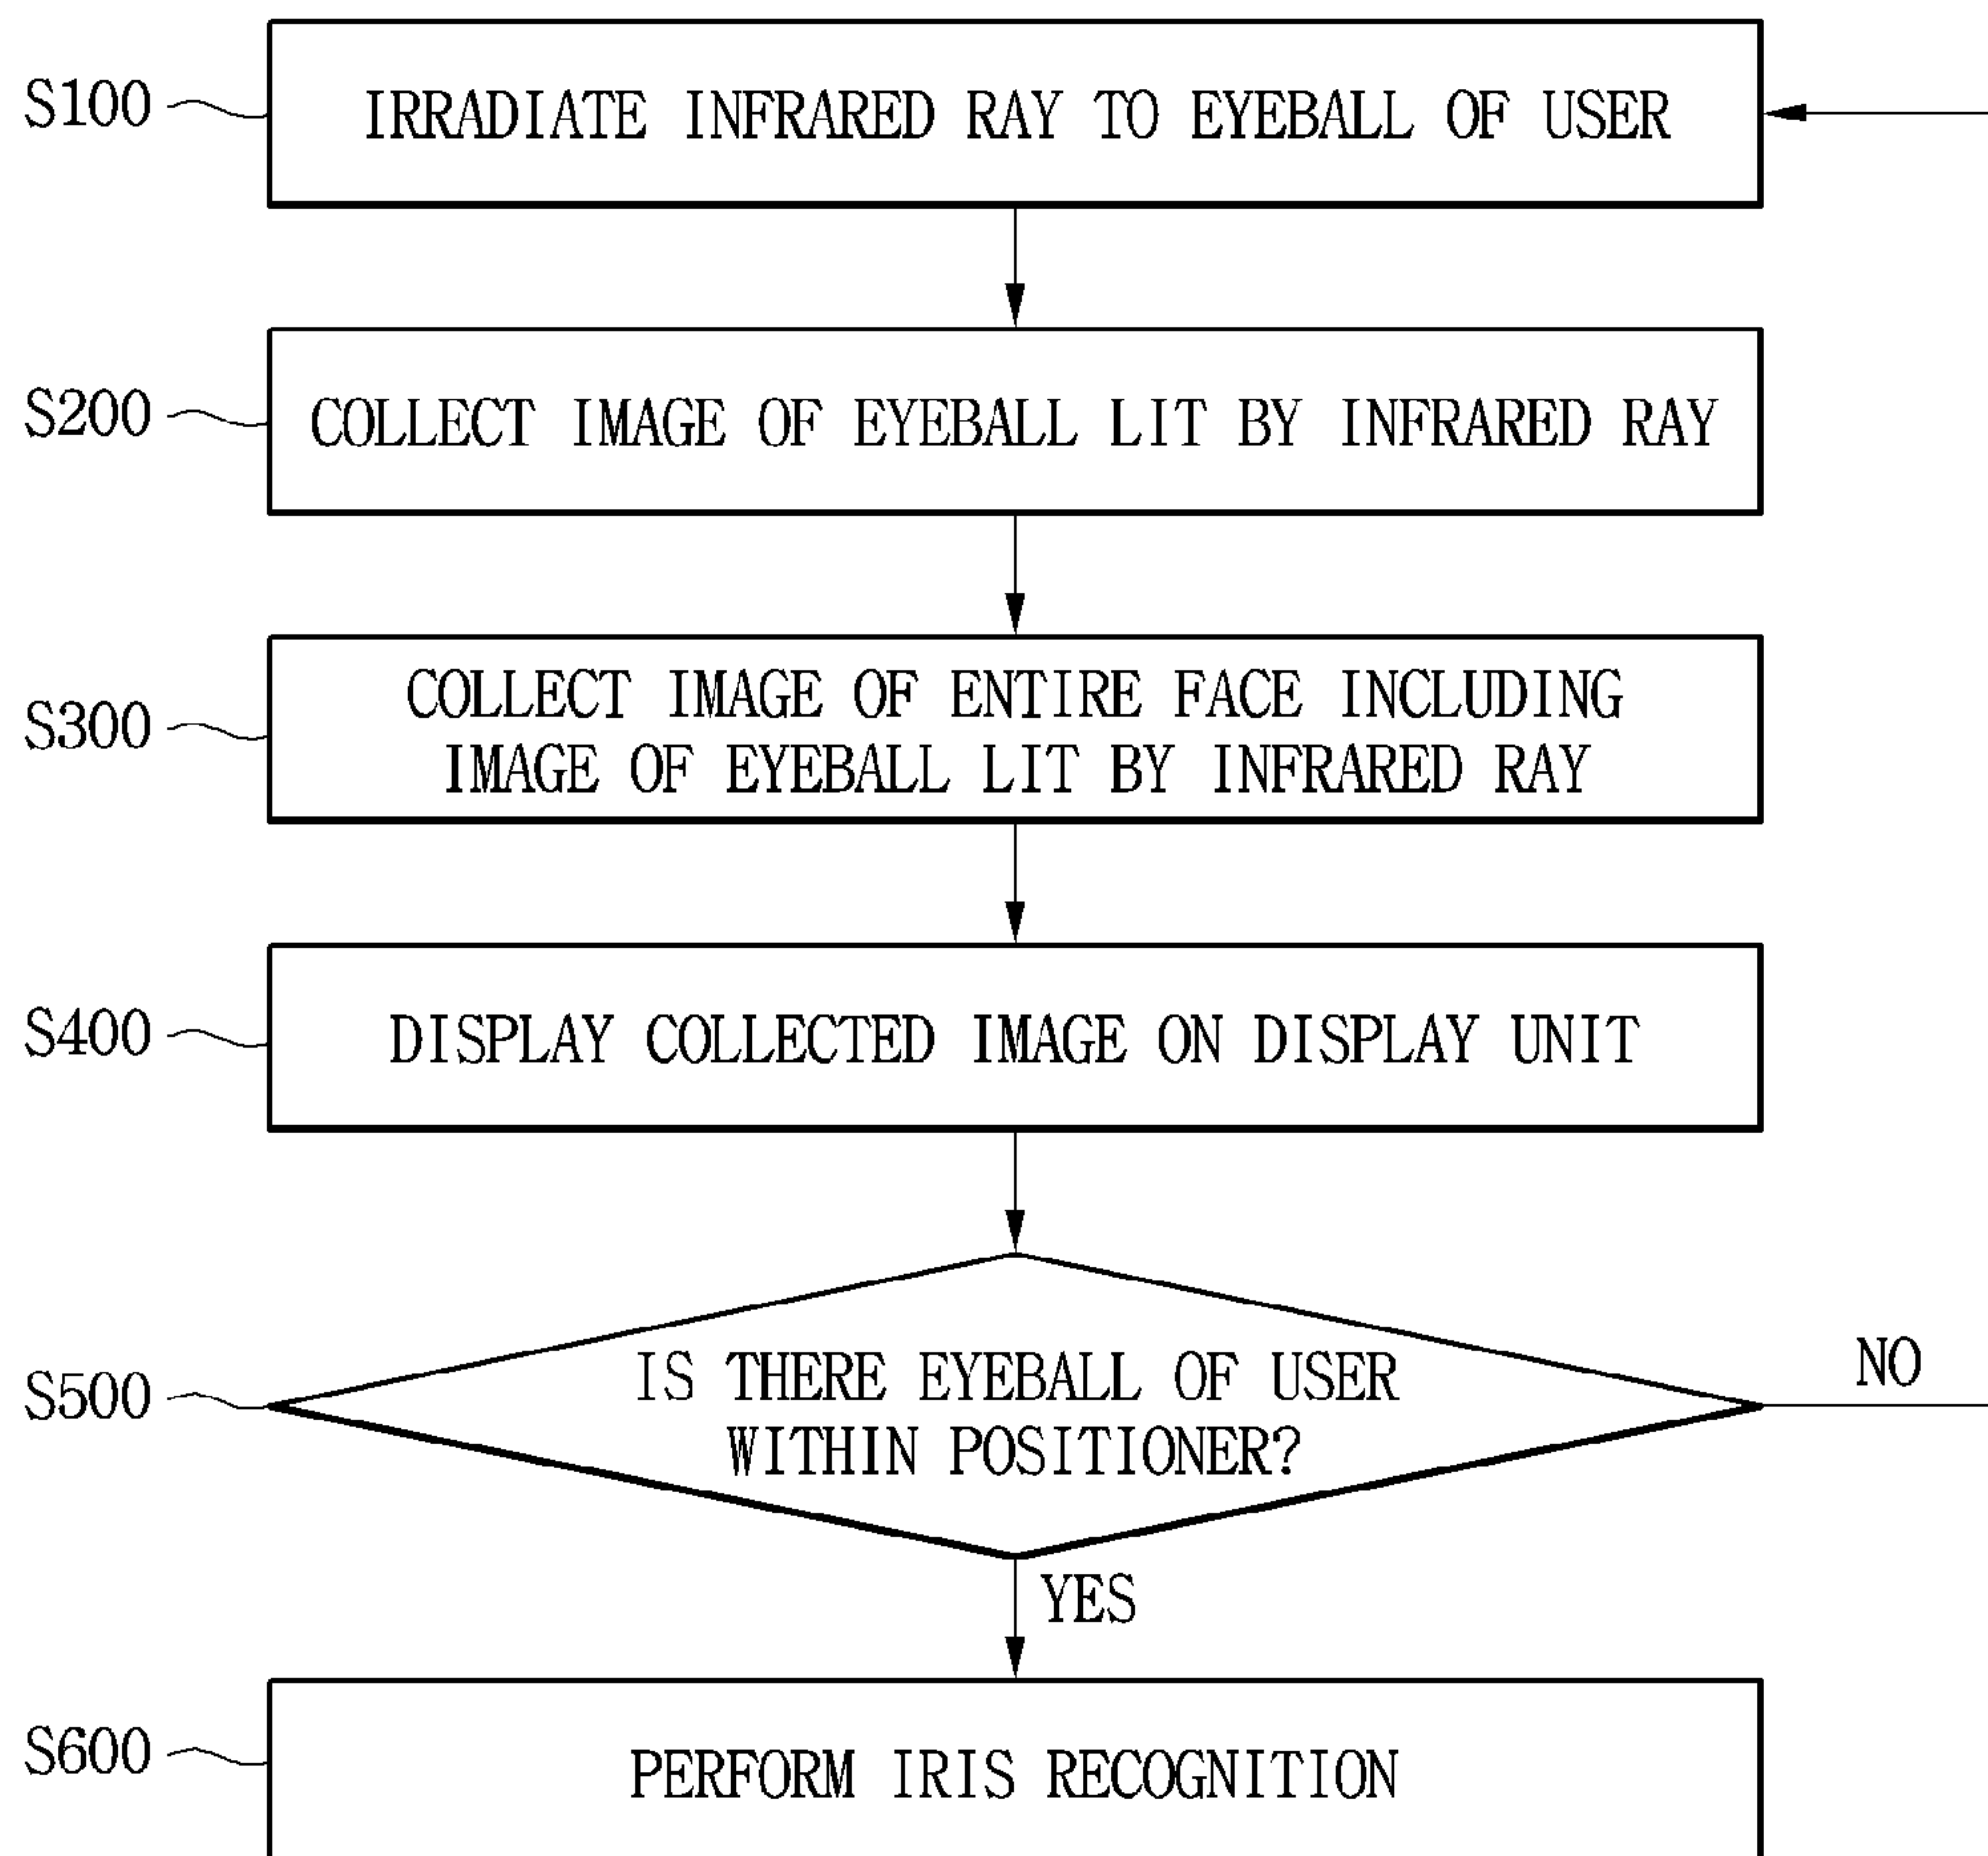 S100
IRRADIATE INFRARED RAY TO EYEBALL OF USER
S200
COLLECT IMAGE OF EYEBALL LIT BY INFRARED RAY
S300
COLLECT IMAGE OF ENTIRE FACE INCLUDING
IMAGE OF EYEBALL LIT BY INFRARED RAY
S400
DISPLAY COLLECTED IMAGE ON DISPLAY UNIT
S500
IS THERE EYEBALL OF USER
WITHIN POSITIONER?
NO
YES
S600
PERFORM IRIS RECOGNITION